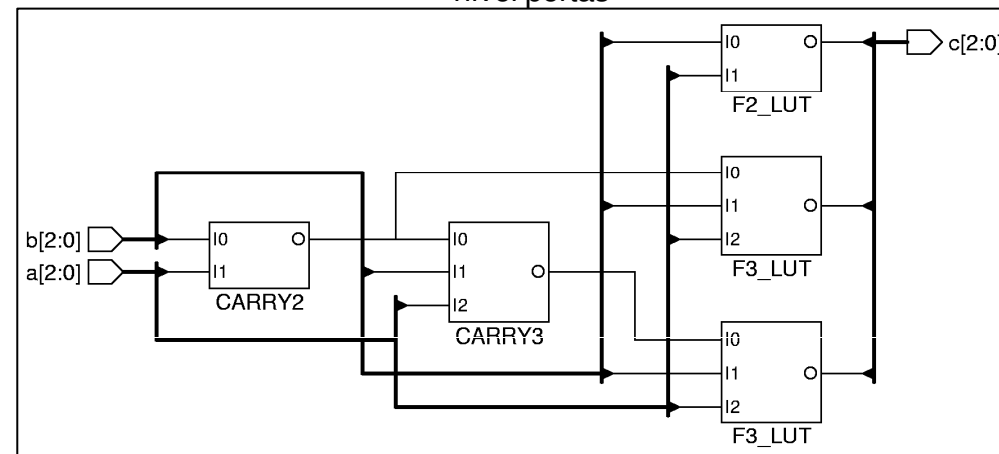 nível portas
I0 O
I1
F2_LUT
c[2:0]
I0
I1 O
I2
F3_LUT
b[2:0]
a[2:0]
I0 O
I1
CARRY2
I0
I1 O
I2
CARRY3
I0
I1 O
I2
F3_LUT